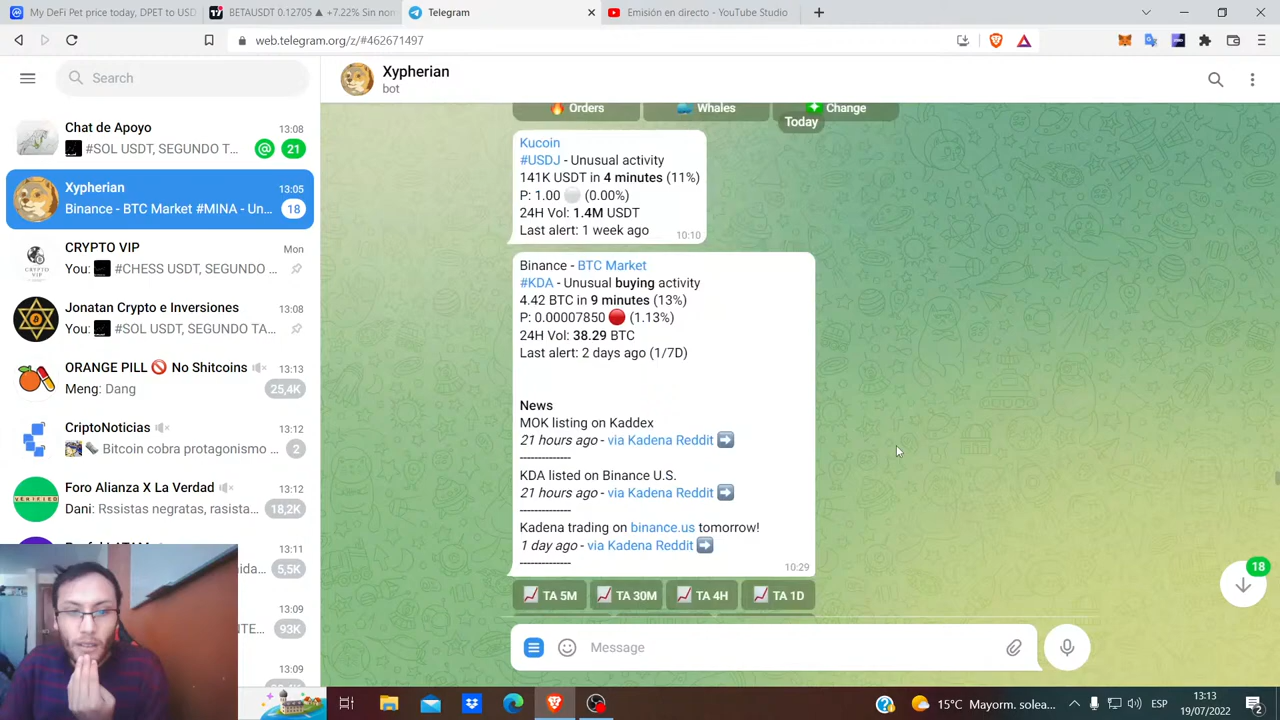 My DeFi Pet price today, DPET to USD
BETAUSDT 0.12705 ▲ +7.22% Sin nom
Telegram
Emisión en directo - YouTube Studio
web.telegram.org/z/#462671497
Search
Chat de Apoyo
13:08
#SOL USDT, SEGUNDO T...
@
21
Xypherian
13:05
Binance - BTC Market #MINA - Un...
18
CRYPTO VIP
Mon
You: #CHESS USDT, SEGUNDO ...
Jonatan Crypto e Inversiones
13:08
You: #SOL USDT, SEGUNDO TA...
ORANGE PILL 🚫 No Shitcoins
13:13
Meng: Dang
25,4K
CriptoNoticias
13:12
Bitcoin cobra protagonismo ...
2
Foro Alianza X La Verdad
13:12
Dani: Rssistas negratas, rasista...
18,2K
13:11
5,5K
13:09
93K
13:09
Xypherian
bot
🔥 Orders
🐳 Whales
Change
Today
Kucoin
#USDJ - Unusual activity
141K USDT in 4 minutes (11%)
P: 1.00 ⚪ (0.00%)
24H Vol: 1.4M USDT
Last alert: 1 week ago
10:10
Binance - BTC Market
#KDA - Unusual buying activity
4.42 BTC in 9 minutes (13%)
P: 0.00007850 🔴 (1.13%)
24H Vol: 38.29 BTC
Last alert: 2 days ago (1/7D)
News
MOK listing on Kaddex
21 hours ago - via Kadena Reddit ➡️
--------------
KDA listed on Binance U.S.
21 hours ago - via Kadena Reddit ➡️
--------------
Kadena trading on binance.us tomorrow!
1 day ago - via Kadena Reddit ➡️
--------------
10:29
TA 5M
TA 30M
TA 4H
TA 1D
18
Message
15°C Mayorm. solea...
ESP
13:13
19/07/2022
2